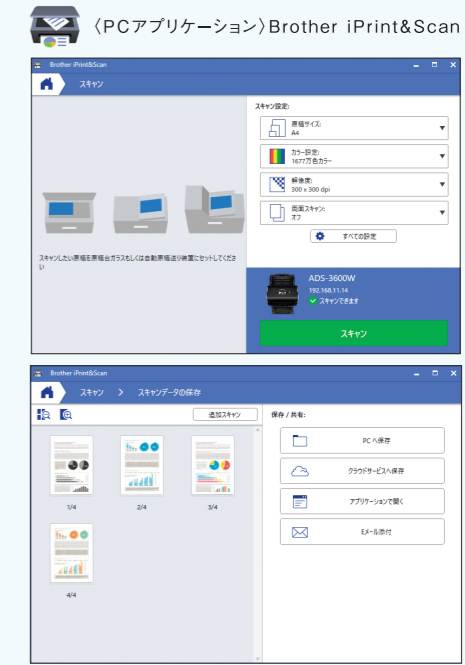 〈PCアプリケーション〉Brother iPrint&Scan
Brother iPrint&Scan
スキャン
スキャン設定:
原稿サイズ:
A4
カラー設定:
1677万色カラー
解像度:
300 x 300 dpi
両面スキャン:
オフ
すべての設定
スキャンしたい原稿を原稿台ガラスもしくは自動原稿送り装置にセットしてくださ
い
ADS-3600W
192.168.11.14
スキャンできます
スキャン
Brother iPrint&Scan
スキャン > スキャンデータの保存
追加スキャン
保存 / 共有:
1/4
2/4
3/4
4/4
PC へ保存
クラウドサービスへ保存
アプリケーションで開く
Eメール添付